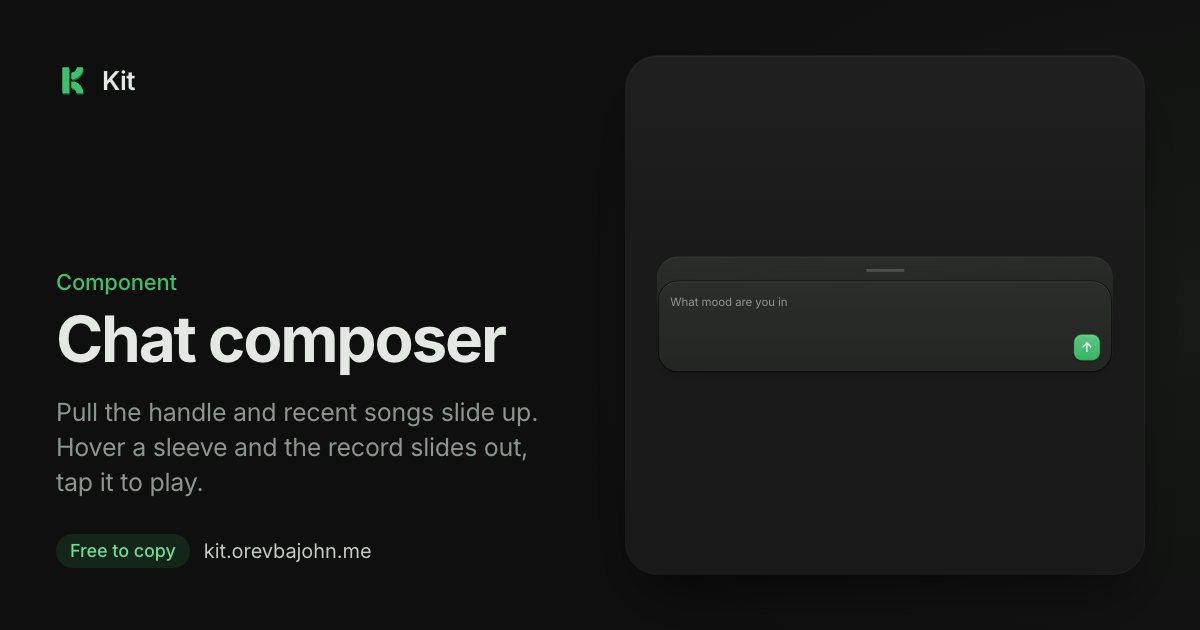 Kit
Component
Chat composer
Pull the handle and recent songs slide up.
Hover a sleeve and the record slides out,
tap it to play.
Free to copy
kit.orevbajohn.me
What mood are you in